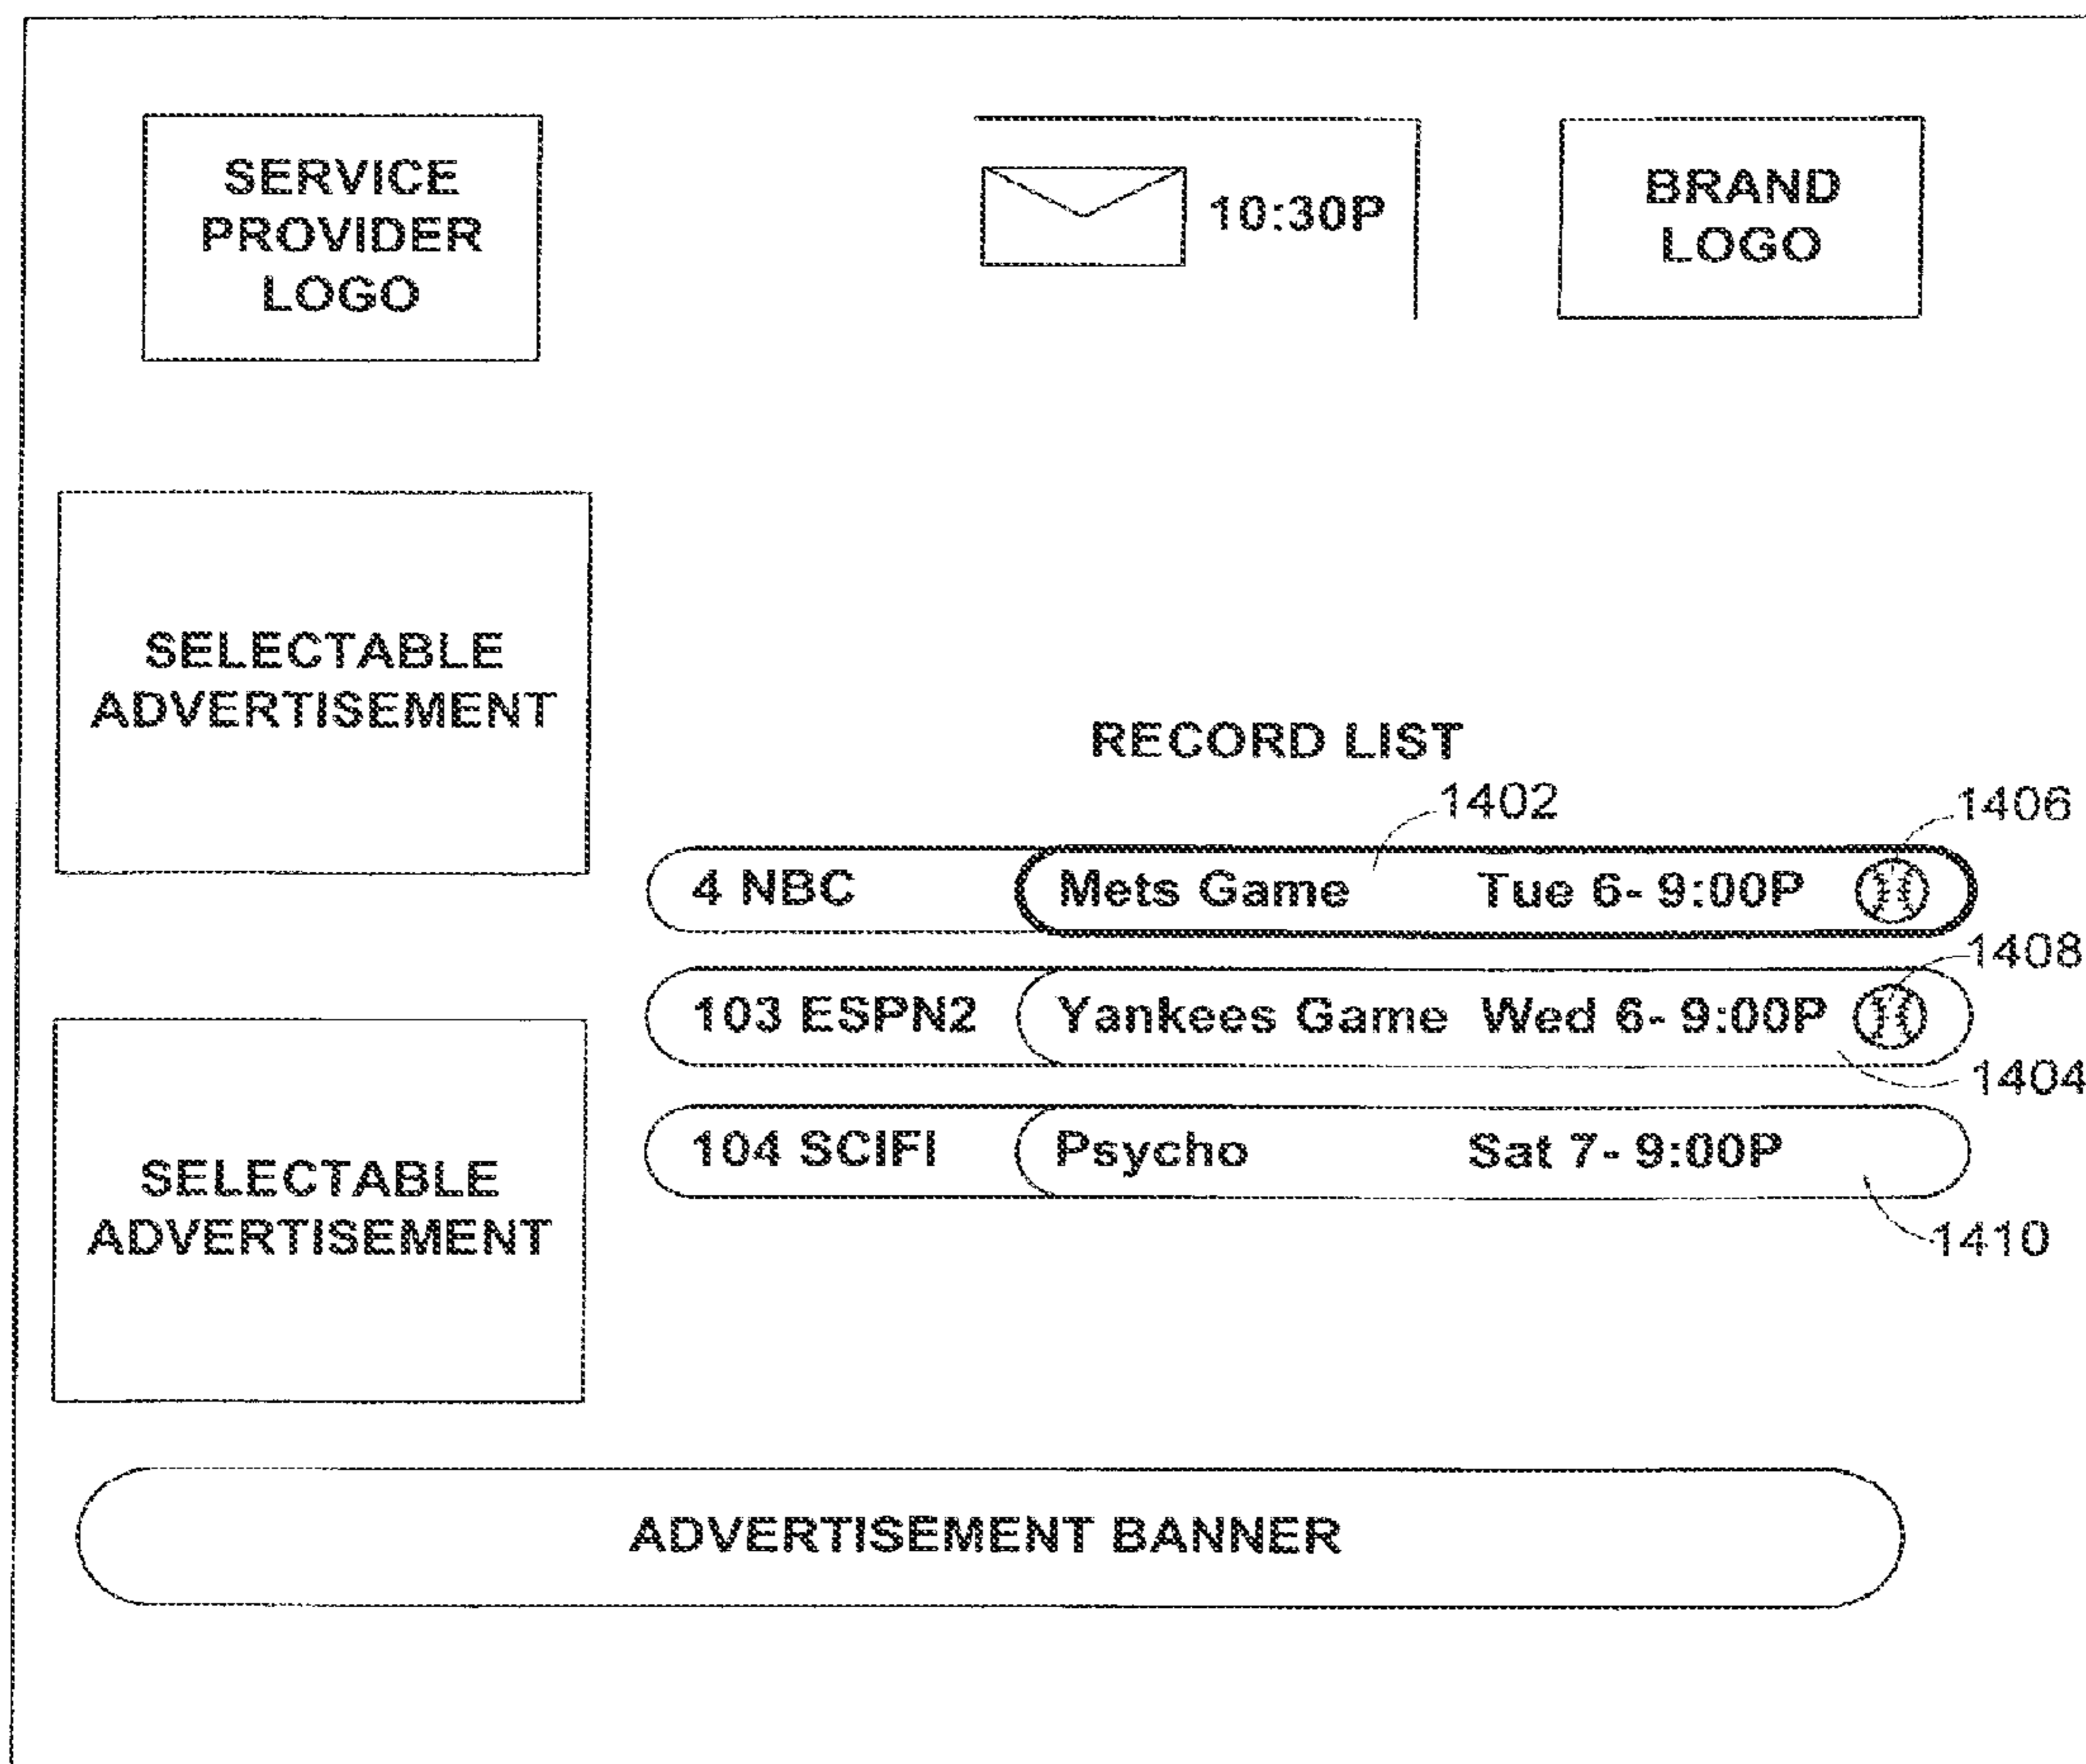 SERVICE
PROVIDER
LOGO
10:30P
BRAND
LOGO
SELECTABLE
ADVERTISEMENT
RECORD LIST
1402
1406
4 NBC Mets Game Tue 6- 9:00P
1408
103 ESPN2 Yankees Game Wed 6- 9:00P
1404
104 SCIFI Psycho Sat 7- 9:00P
1410
SELECTABLE
ADVERTISEMENT
ADVERTISEMENT BANNER